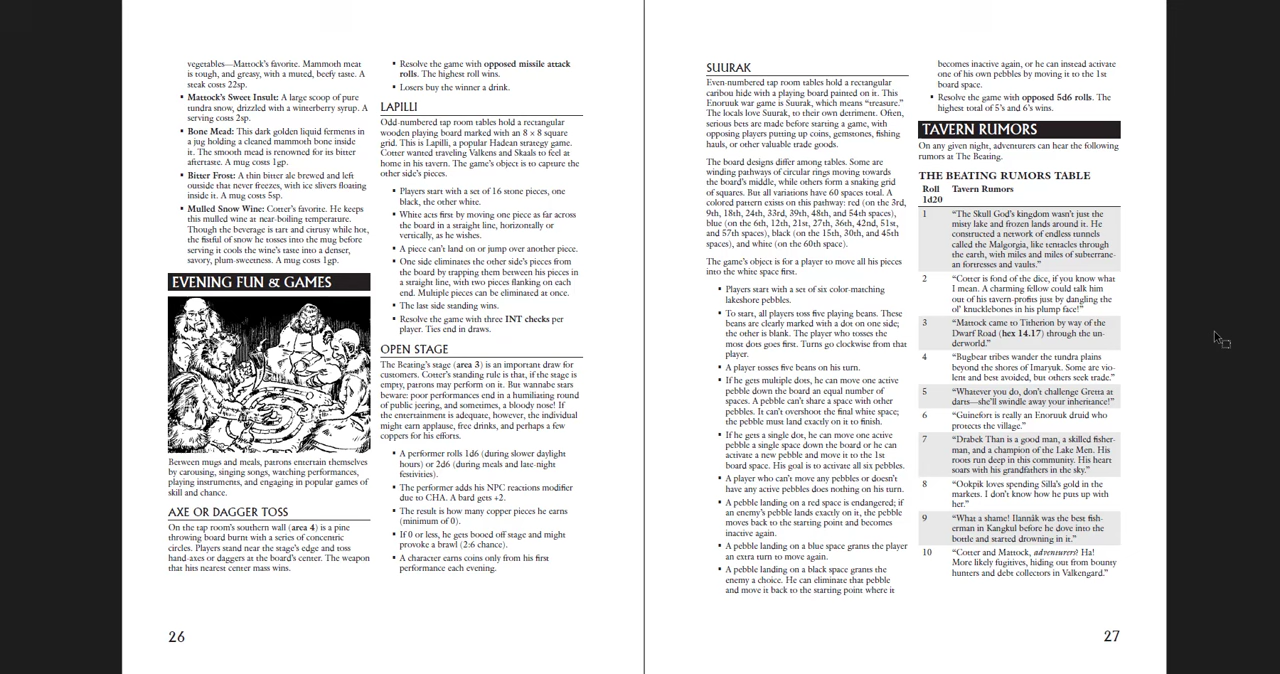 vegetables—Mattock's favorite. Mammoth meat
is tough, and greasy, with a muted, beefy taste. A
steak costs 22sp.
▪ Mattock's Sweet Insult: A large scoop of pure
tundra snow, drizzled with a winterberry syrup. A
serving costs 2sp.
▪ Bone Mead: This dark golden liquid ferments in
a jug holding a cleaned mammoth bone inside
it. The smooth mead is renowned for its bitter
aftertaste. A mug costs 1gp.
▪ Bitter Frost: A thin bitter ale brewed and left
outside that never freezes, with ice slivers floating
inside it. A mug costs 5sp.
▪ Mulled Snow Wine: Cotter's favorite. He keeps
this mulled wine at near-boiling temperature.
Though the beverage is tart and citrusy while hot,
the fistful of snow he tosses into the mug before
serving it cools the wine's taste into a denser,
savory, plum-sweetness. A mug costs 1gp.
EVENING FUN & GAMES
Between mugs and meals, patrons entertain themselves
by carousing, singing songs, watching performances,
playing instruments, and engaging in popular games of
skill and chance.
AXE OR DAGGER TOSS
On the tap room's southern wall (area 4) is a pine
throwing board burnt with a series of concentric
circles. Players stand near the stage's edge and toss
hand-axes or daggers at the board's center. The weapon
that hits nearest center mass wins.
▪ Resolve the game with opposed missile attack
rolls. The highest roll wins.
▪ Losers buy the winner a drink.
LAPILLI
Odd-numbered tap room tables hold a rectangular
wooden playing board marked with an 8 × 8 square
grid. This is Lapilli, a popular Hadean strategy game.
Cotter wanted traveling Valkens and Skaals to feel at
home in his tavern. The game's object is to capture the
other side's pieces.
▪ Players start with a set of 16 stone pieces, one
black, the other white.
▪ White acts first by moving one piece as far across
the board in a straight line, horizontally or
vertically, as he wishes.
▪ A piece can't land on or jump over another piece.
▪ One side eliminates the other side's pieces from
the board by trapping them between his pieces in
a straight line, with two pieces flanking on each
end. Multiple pieces can be eliminated at once.
▪ The last side standing wins.
▪ Resolve the game with three INT checks per
player. Ties end in draws.
OPEN STAGE
The Beating's stage (area 3) is an important draw for
customers. Cotter's standing rule is that, if the stage is
empty, patrons may perform on it. But wannabe stars
beware: poor performances end in a humiliating round
of public jeering, and sometimes, a bloody nose! If
the entertainment is adequate, however, the individual
might earn applause, free drinks, and perhaps a few
coppers for his efforts.
▪ A performer rolls 1d6 (during slower daylight
hours) or 2d6 (during meals and late-night
festivities).
▪ The performer adds his NPC reactions modifier
due to CHA. A bard gets +2.
▪ The result is how many copper pieces he earns
(minimum of 0).
▪ If 0 or less, he gets booed off stage and might
provoke a brawl (2:6 chance).
▪ A character earns coins only from his first
performance each evening.
26
SUURAK
Even-numbered tap room tables hold a rectangular
caribou hide with a playing board painted on it. This
Enoruuk war game is Suurak, which means “treasure.”
The locals love Suurak, to their own detriment. Often,
serious bets are made before starting a game, with
opposing players putting up coins, gemstones, fishing
hauls, or other valuable trade goods.
The board designs differ among tables. Some are
winding pathways of circular rings moving towards
the board's middle, while others form a snaking grid
of squares. But all variations have 60 spaces total. A
colored pattern exists on this pathway: red (on the 3rd,
9th, 18th, 24th, 33rd, 39th, 48th, and 54th spaces),
blue (on the 6th, 12th, 21st, 27th, 36th, 42nd, 51st,
and 57th spaces), black (on the 15th, 30th, and 45th
spaces), and white (on the 60th space).
The game's object is for a player to move all his pieces
into the white space first.
▪ Players start with a set of six color-matching
lakeshore pebbles.
▪ To start, all players toss five playing beans. These
beans are clearly marked with a dot on one side;
the other is blank. The player who tosses the
most dots goes first. Turns go clockwise from that
player.
▪ A player tosses five beans on his turn.
▪ If he gets multiple dots, he can move one active
pebble down the board an equal number of
spaces. A pebble can't share a space with other
pebbles. It can't overshoot the final white space;
the pebble must land exactly on it to finish.
▪ If he gets a single dot, he can move one active
pebble a single space down the board or he can
activate a new pebble and move it to the 1st
board space. His goal is to activate all six pebbles.
▪ A player who can't move any pebbles or doesn't
have any active pebbles does nothing on his turn.
▪ A pebble landing on a red space is endangered; if
an enemy's pebble lands exactly on it, the pebble
moves back to the starting point and becomes
inactive again.
▪ A pebble landing on a blue space grants the player
an extra turn to move again.
▪ A pebble landing on a black space grants the
enemy a choice. He can eliminate that pebble
and move it back to the starting point where it
becomes inactive again, or he can instead activate
one of his own pebbles by moving it to the 1st
board space.
▪ Resolve the game with opposed 5d6 rolls. The
highest total of 5's and 6's wins.
TAVERN RUMORS
On any given night, adventurers can hear the following
rumors at The Beating.
THE BEATING RUMORS TABLE
Roll Tavern Rumors
1d20
1 “The Skull God's kingdom wasn't just the
misty lake and frozen lands around it. He
constructed a network of endless tunnels
called the Malgorgia, like tentacles through
the earth, with miles and miles of subterrane-
an fortresses and vaults.”
2 “Cotter is fond of the dice, if you know what
I mean. A charming fellow could talk him
out of his tavern-profits just by dangling the
ol' knucklebones in his plump face!”
3 “Mattock came to Titherion by way of the
Dwarf Road (hex 14.17) through the un-
derworld.”
4 “Bugbear tribes wander the tundra plains
beyond the shores of Imaryuk. Some are vio-
lent and best avoided, but others seek trade.”
5 “Whatever you do, don't challenge Gretta at
darts—she'll swindle away your inheritance!”
6 “Guinefort is really an Enoruuk druid who
protects the village.”
7 “Drabek Than is a good man, a skilled fisher-
man, and a champion of the Lake Men. His
roots run deep in this community. His heart
soars with his grandfathers in the sky.”
8 “Ookpik loves spending Silla's gold in the
markets. I don't know how he puts up with
her.”
9 “What a shame! Ilannâk was the best fish-
erman in Kangkul before he dove into the
bottle and started drowning in it.”
10 “Cotter and Mattock, adventurers? Ha!
More likely fugitives, hiding out from bounty
hunters and debt collectors in Valkengard.”
27